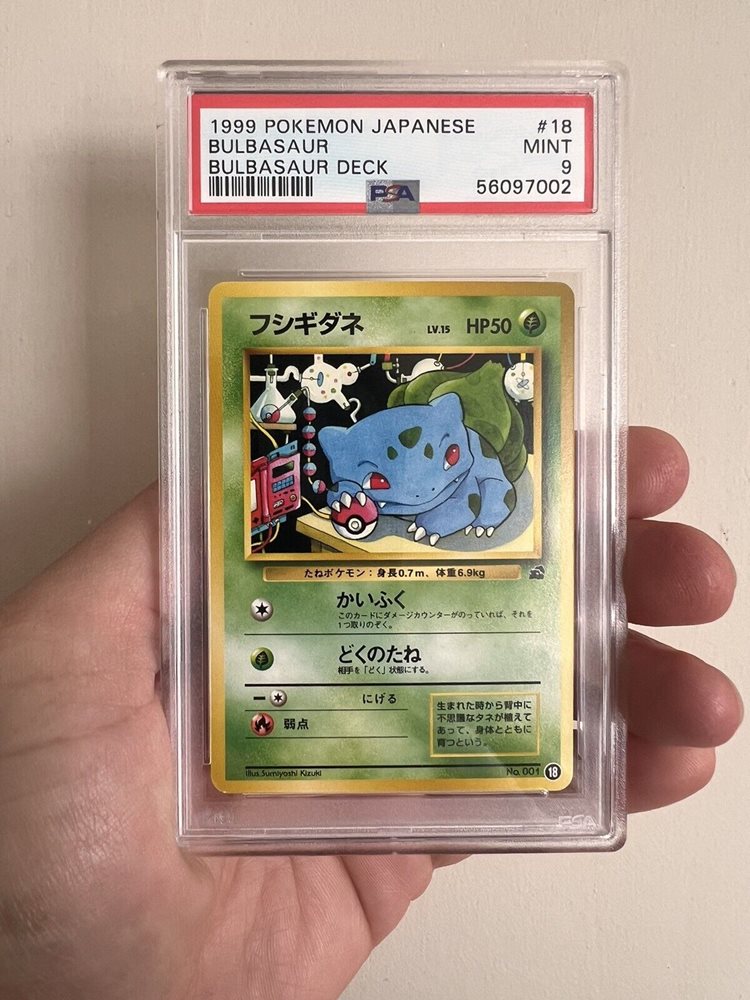 1999 POKEMON JAPANESE #18
BULBASAUR MINT
BULBASAUR DECK 9
PSA 56097002
フシギダネ LV.15 HP50
たねポケモン：身長0.7m、体重6.9kg
かいふく
このカードにダメージカウンターがのっていれば、それを
1つ取りのぞく。
どくのたね
相手を「どく」状態にする。
にげる
弱点
生まれた時から背中に
不思議なタネが植えて
あって、身体とともに
育つという。
Illus.Sumiyoshi Kizuki No. 001 18
PSA